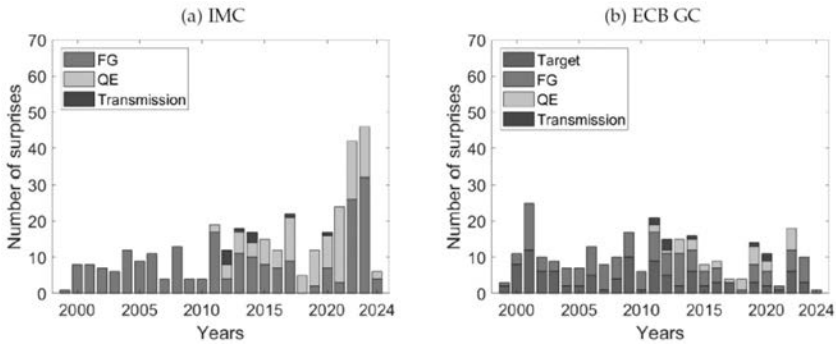 (a) IMC
70
60
50
40
30
20
10
0
Number of surprises
FG
QE
Transmission
2000 2005 2010 2015 2020 2024
Years
(b) ECB GC
70
60
50
40
30
20
10
0
Number of surprises
Target
FG
QE
Transmission
2000 2005 2010 2015 2020 2024
Years